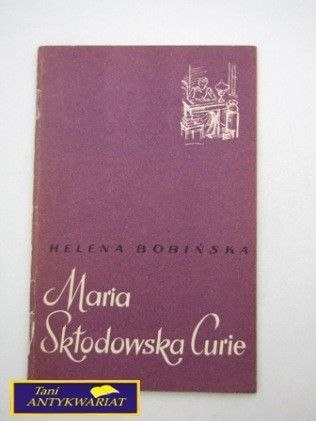 HELENA BOBIŃSKA
Maria
Skłodowska Curie
Tani
ANTYKWARIAT